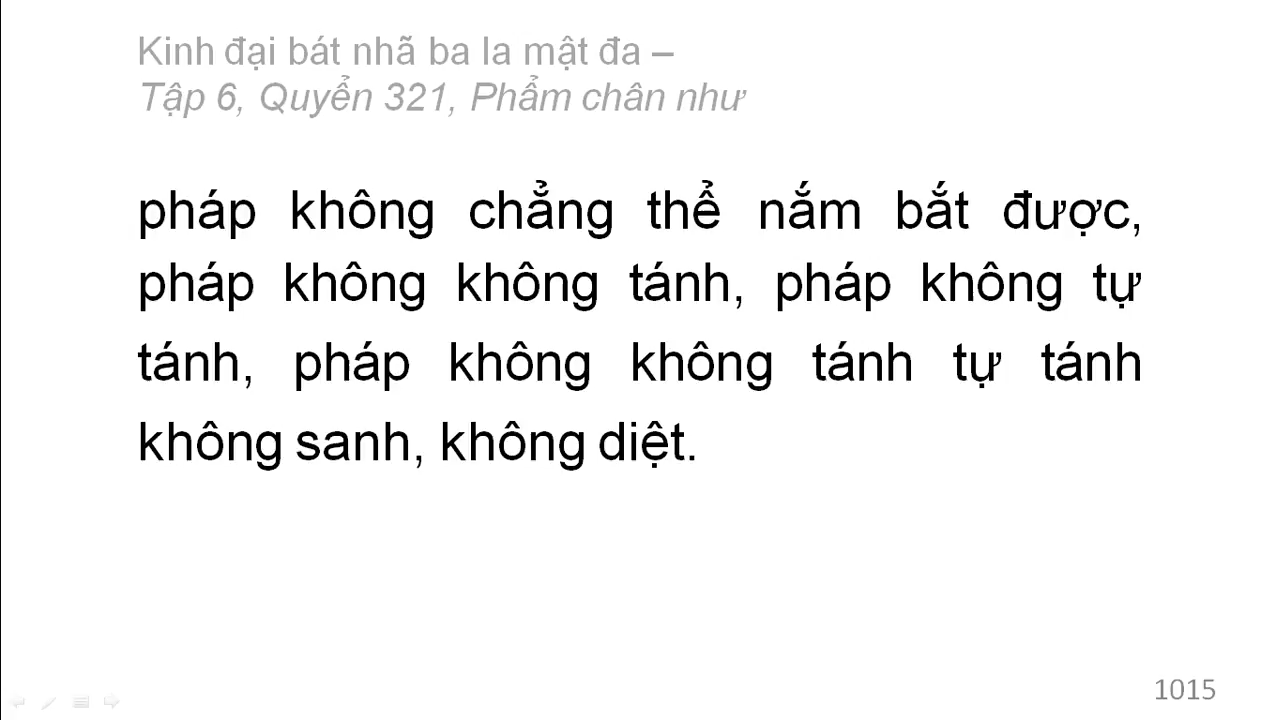 Kinh đại bát nhã ba la mật đa –
Tập 6, Quyển 321, Phẩm chân như
pháp không chẳng thể nắm bắt được,
pháp không không tánh, pháp không tự
tánh, pháp không không tánh tự tánh
không sanh, không diệt.
1015